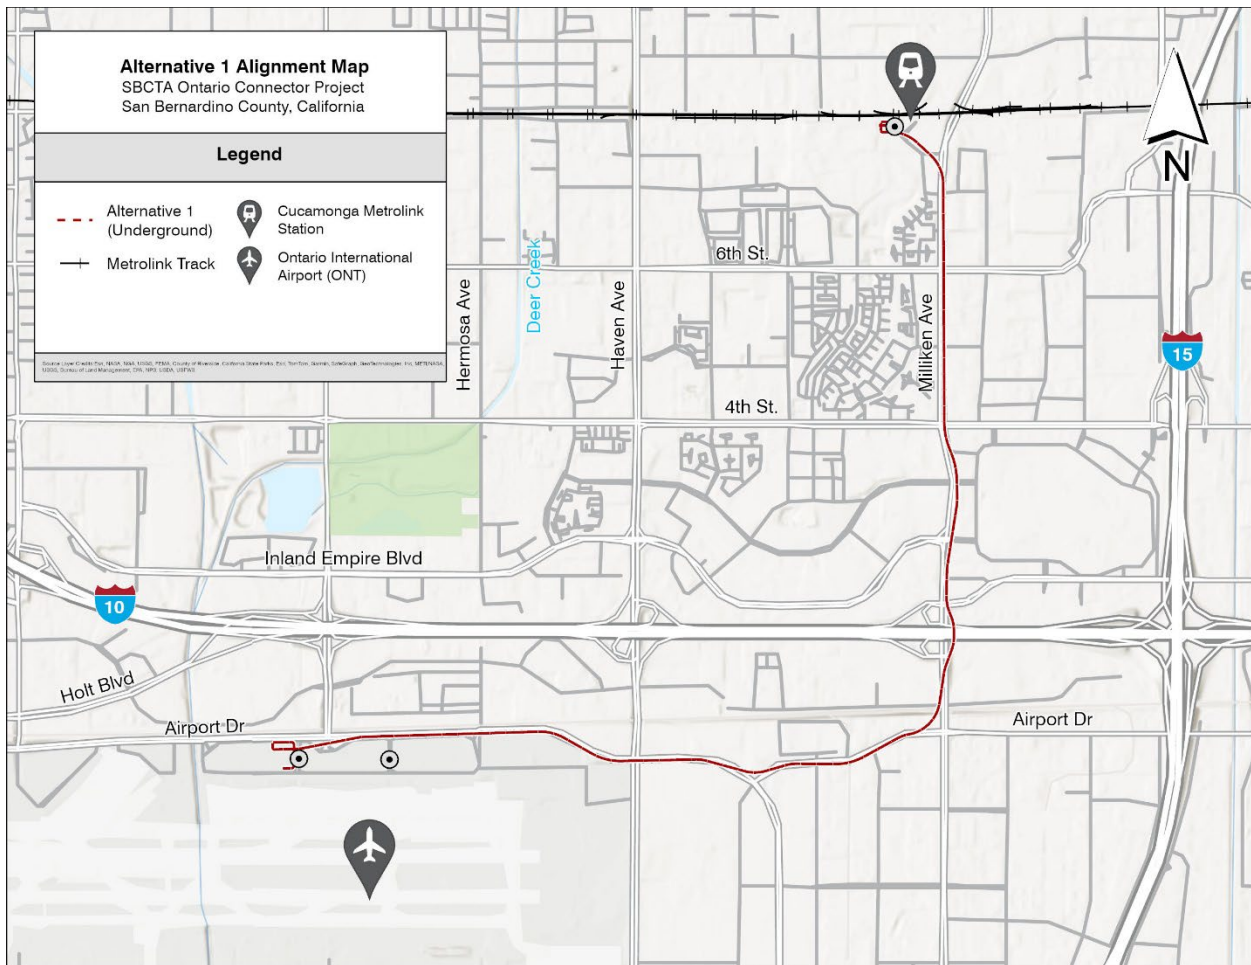 Alternative 1 Alignment Map
SBCTA Ontario Connector Project
San Bernardino County, California
Legend
Alternative 1
(Underground)
Cucamonga Metrolink
Station
Metrolink Track
Ontario International
Airport (ONT)
N
6th St.
Deer Creek
Hermosa Ave
Haven Ave
Milliken Ave
15
4th St.
Inland Empire Blvd
10
Holt Blvd
Airport Dr
Airport Dr